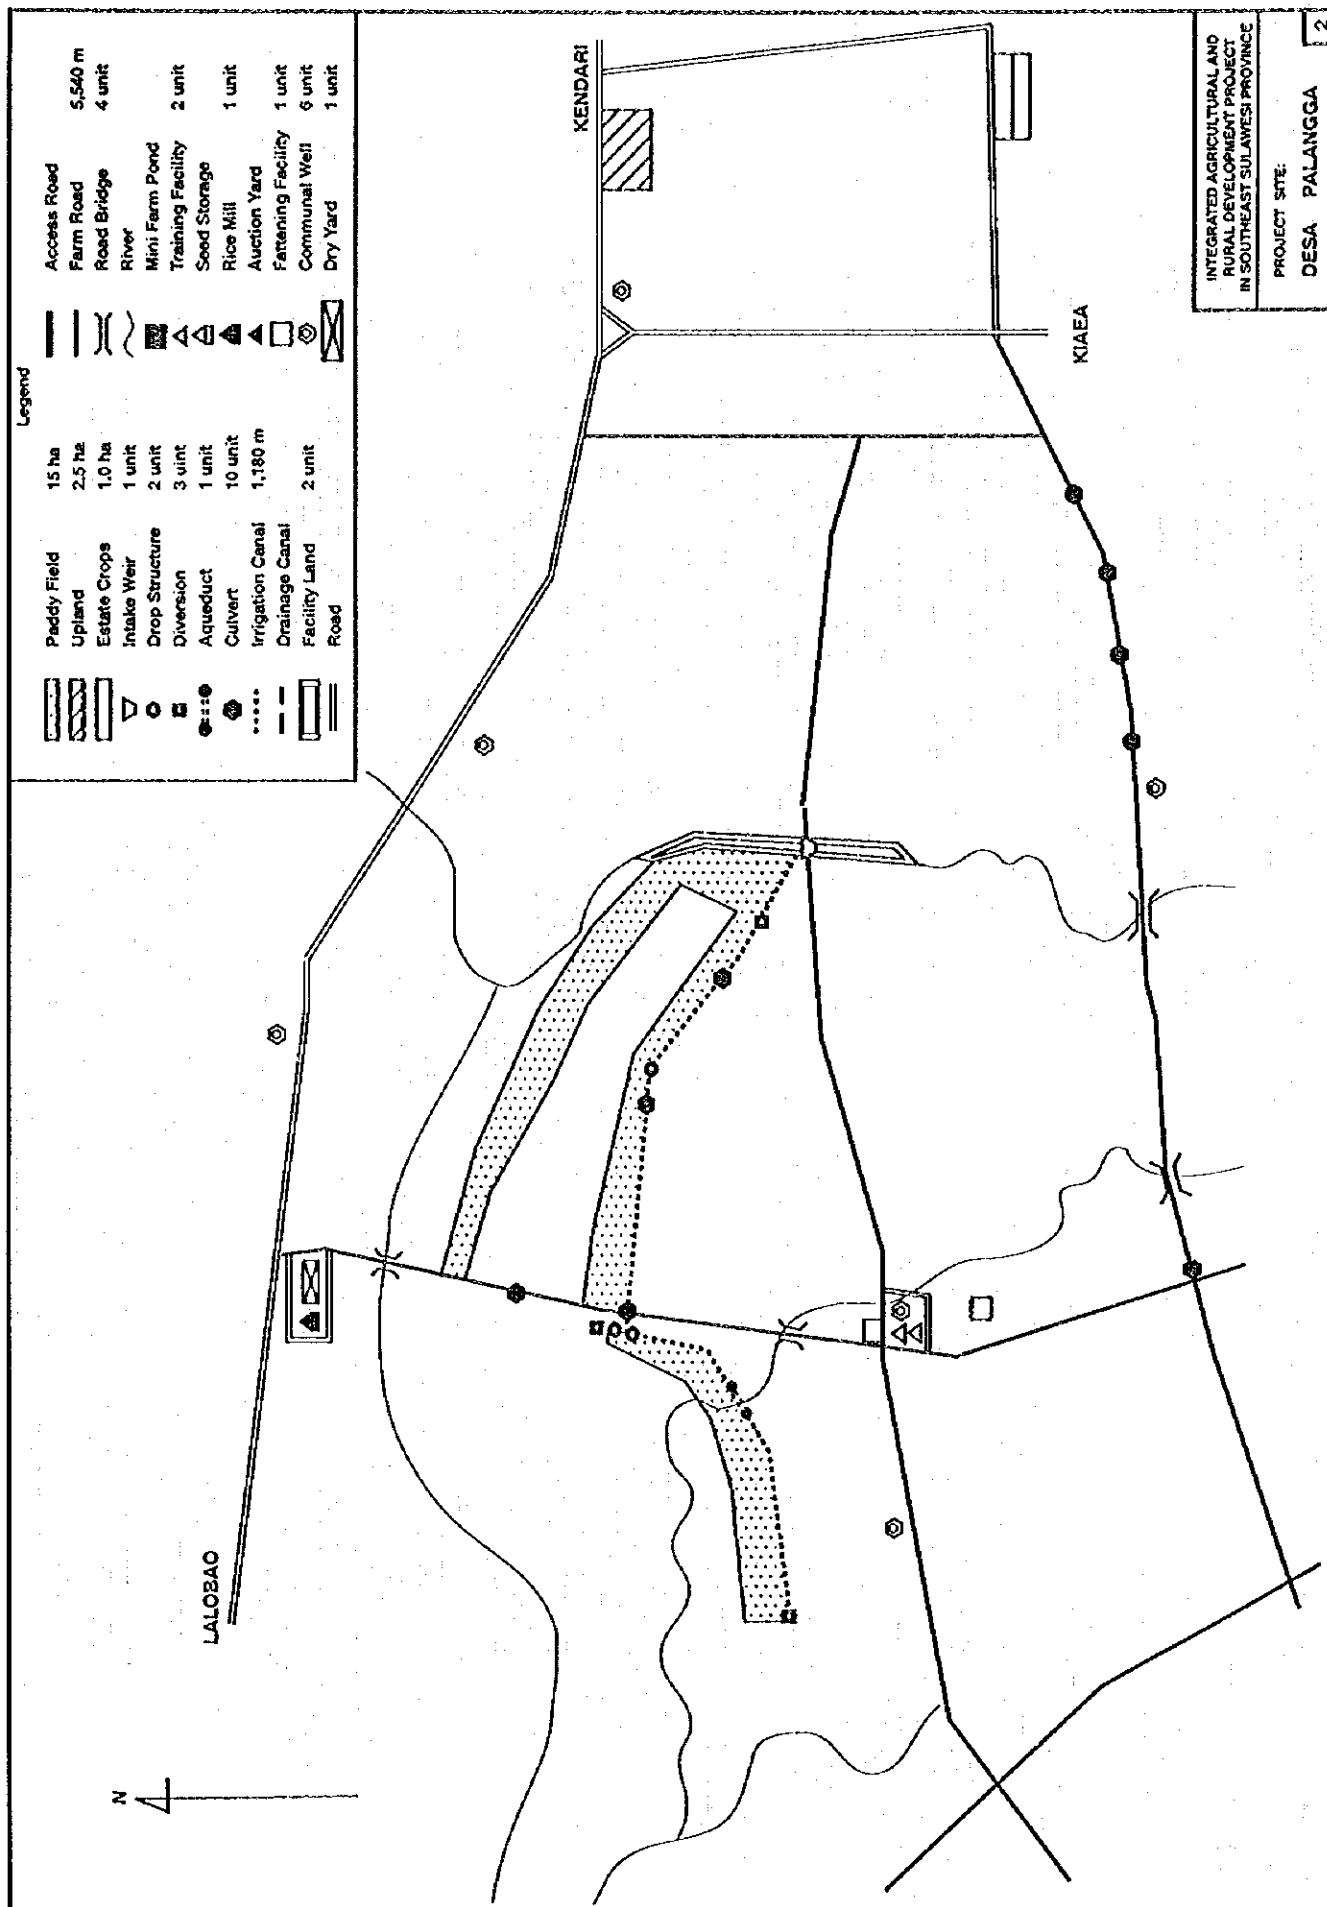 Legend
Paddy Field 15 ha
Upland 2.5 ha
Estate Crops 1.0 ha
Intake Weir 1 unit
Drop Structure 2 unit
Diversion 3 uint
Aqueduct 1 unit
Culvert 10 unit
Irrigation Canal 1,180 m
Drainage Canal
Facility Land 2 unit
Road
Access Road
Farm Road 5,540 m
Road Bridge 4 unit
River
Mini Farm Pond
Training Facility 2 unit
Seed Storage
Rice Mill 1 unit
Auction Yard
Fattening Facility 1 unit
Communal Well 6 unit
Dry Yard 1 unit
N
LALOBAO
KENDARI
KIAEA
INTEGRATED AGRICULTURAL AND
RURAL DEVELOPMENT PROJECT
IN SOUTHEAST SULAWESI PROVINCE
PROJECT SITE:
DESA PALANGGA
2